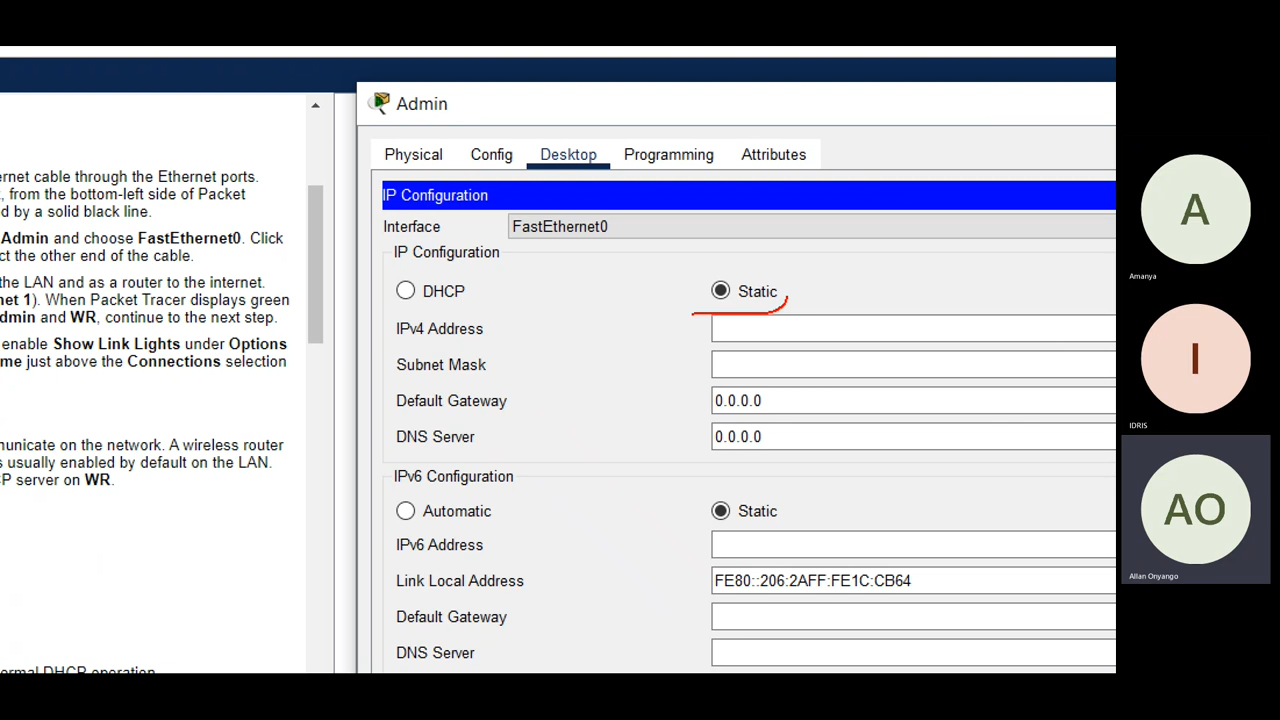 ernet cable through the Ethernet ports.
, from the bottom-left side of Packet
d by a solid black line.
Admin and choose FastEthernet0. Click
ct the other end of the cable.
the LAN and as a router to the internet.
net 1). When Packet Tracer displays green
dmin and WR, continue to the next step.
enable Show Link Lights under Options
me just above the Connections selection
municate on the network. A wireless router
s usually enabled by default on the LAN.
CP server on WR.
ormal DHCP operation
Admin
Physical Config Desktop Programming Attributes
IP Configuration
Interface FastEthernet0
IP Configuration
DHCP Static
IPv4 Address
Subnet Mask
Default Gateway 0.0.0.0
DNS Server 0.0.0.0
IPv6 Configuration
Automatic Static
IPv6 Address
Link Local Address FE80::206:2AFF:FE1C:CB64
Default Gateway
DNS Server
A
Amanya
I
IDRIS
AO
Allan Onyango